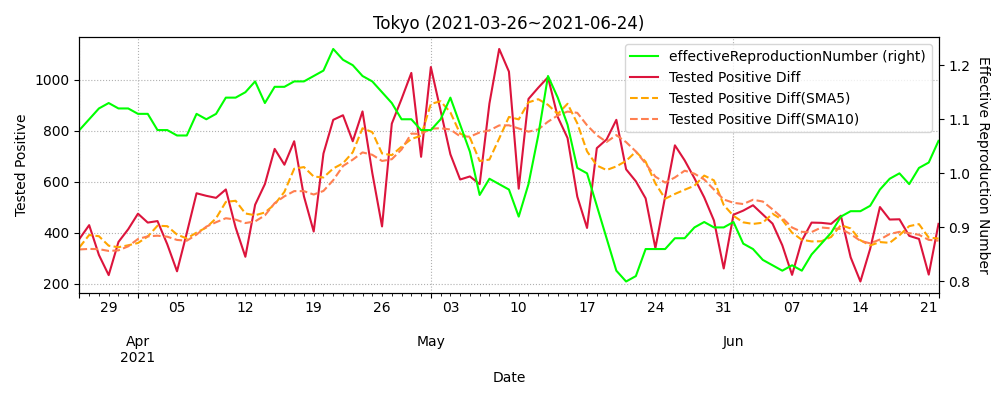 Tokyo (2021-03-26~2021-06-24)
effectiveReproductionNumber (right)
Tested Positive Diff
Tested Positive Diff(SMA5)
Tested Positive Diff(SMA10)
Tested Positive
1000
800
600
400
200
Effective Reproduction Number
1.2
1.1
1.0
0.9
0.8
29 05 12 19 26 03 10 17 24 31 07 14 21
Apr May Jun
2021
Date